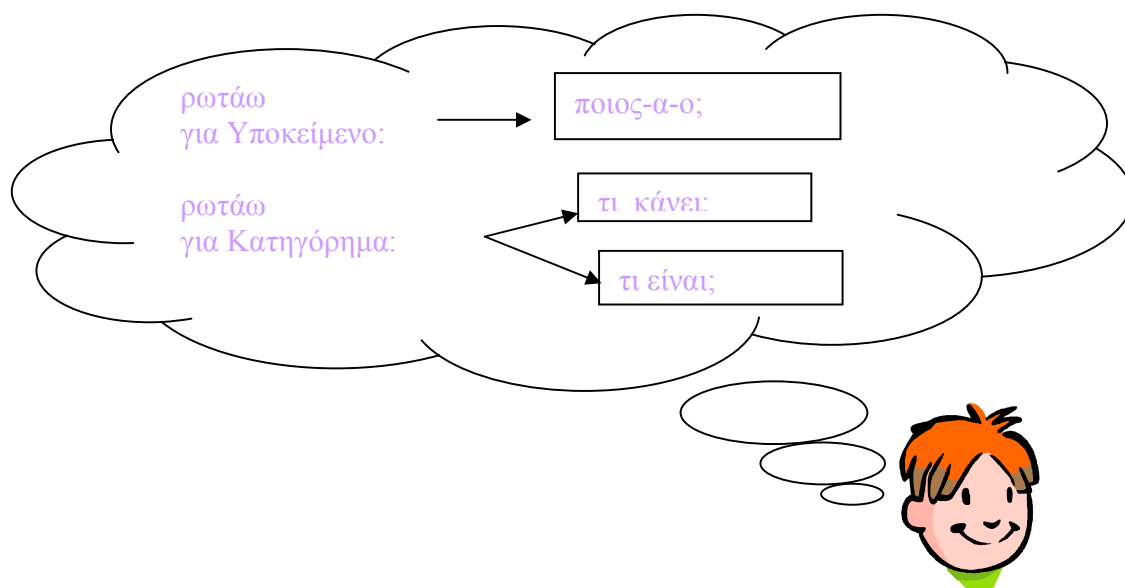 ρωτάω
για Υποκείμενο:
ποιος-α-ο;
ρωτάω
για Κατηγόρημα:
τι κάνει;
τι είναι;